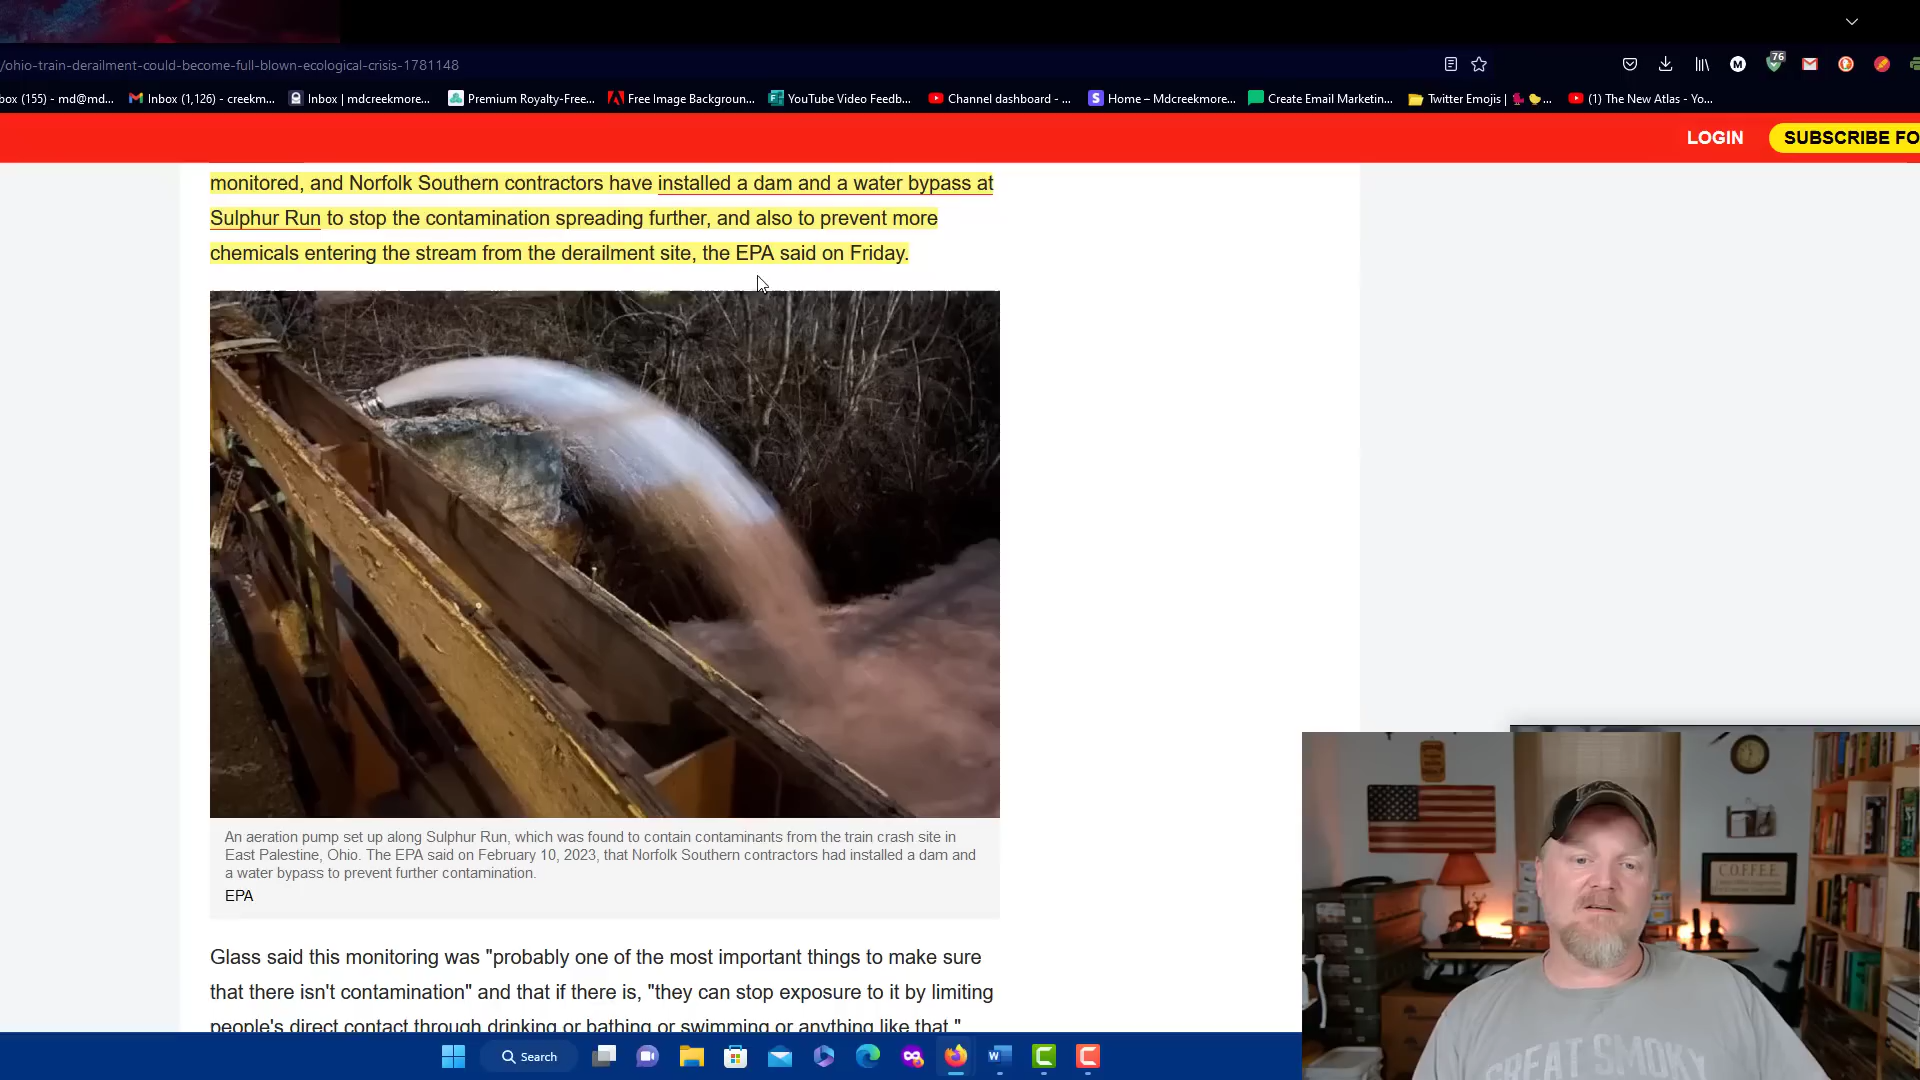 /ohio-train-derailment-could-become-full-blown-ecological-crisis-1781148
76
box (155) - md@md...
Inbox (1,126) - creekm...
Inbox | mdcreekmore...
Premium Royalty-Free...
Free Image Backgroun...
YouTube Video Feedb...
Channel dashboard - ...
Home – Mdcreekmore...
Create Email Marketin...
Twitter Emojis | ...
(1) The New Atlas - Yo...
LOGIN
SUBSCRIBE FO
monitored, and Norfolk Southern contractors have installed a dam and a water bypass at
Sulphur Run to stop the contamination spreading further, and also to prevent more
chemicals entering the stream from the derailment site, the EPA said on Friday.
An aeration pump set up along Sulphur Run, which was found to contain contaminants from the train crash site in
East Palestine, Ohio. The EPA said on February 10, 2023, that Norfolk Southern contractors had installed a dam and
a water bypass to prevent further contamination.
EPA
Glass said this monitoring was "probably one of the most important things to make sure
that there isn't contamination" and that if there is, "they can stop exposure to it by limiting
people's direct contact through drinking or bathing or swimming or anything like that."
COFFEE
GREAT SMOKY
Search